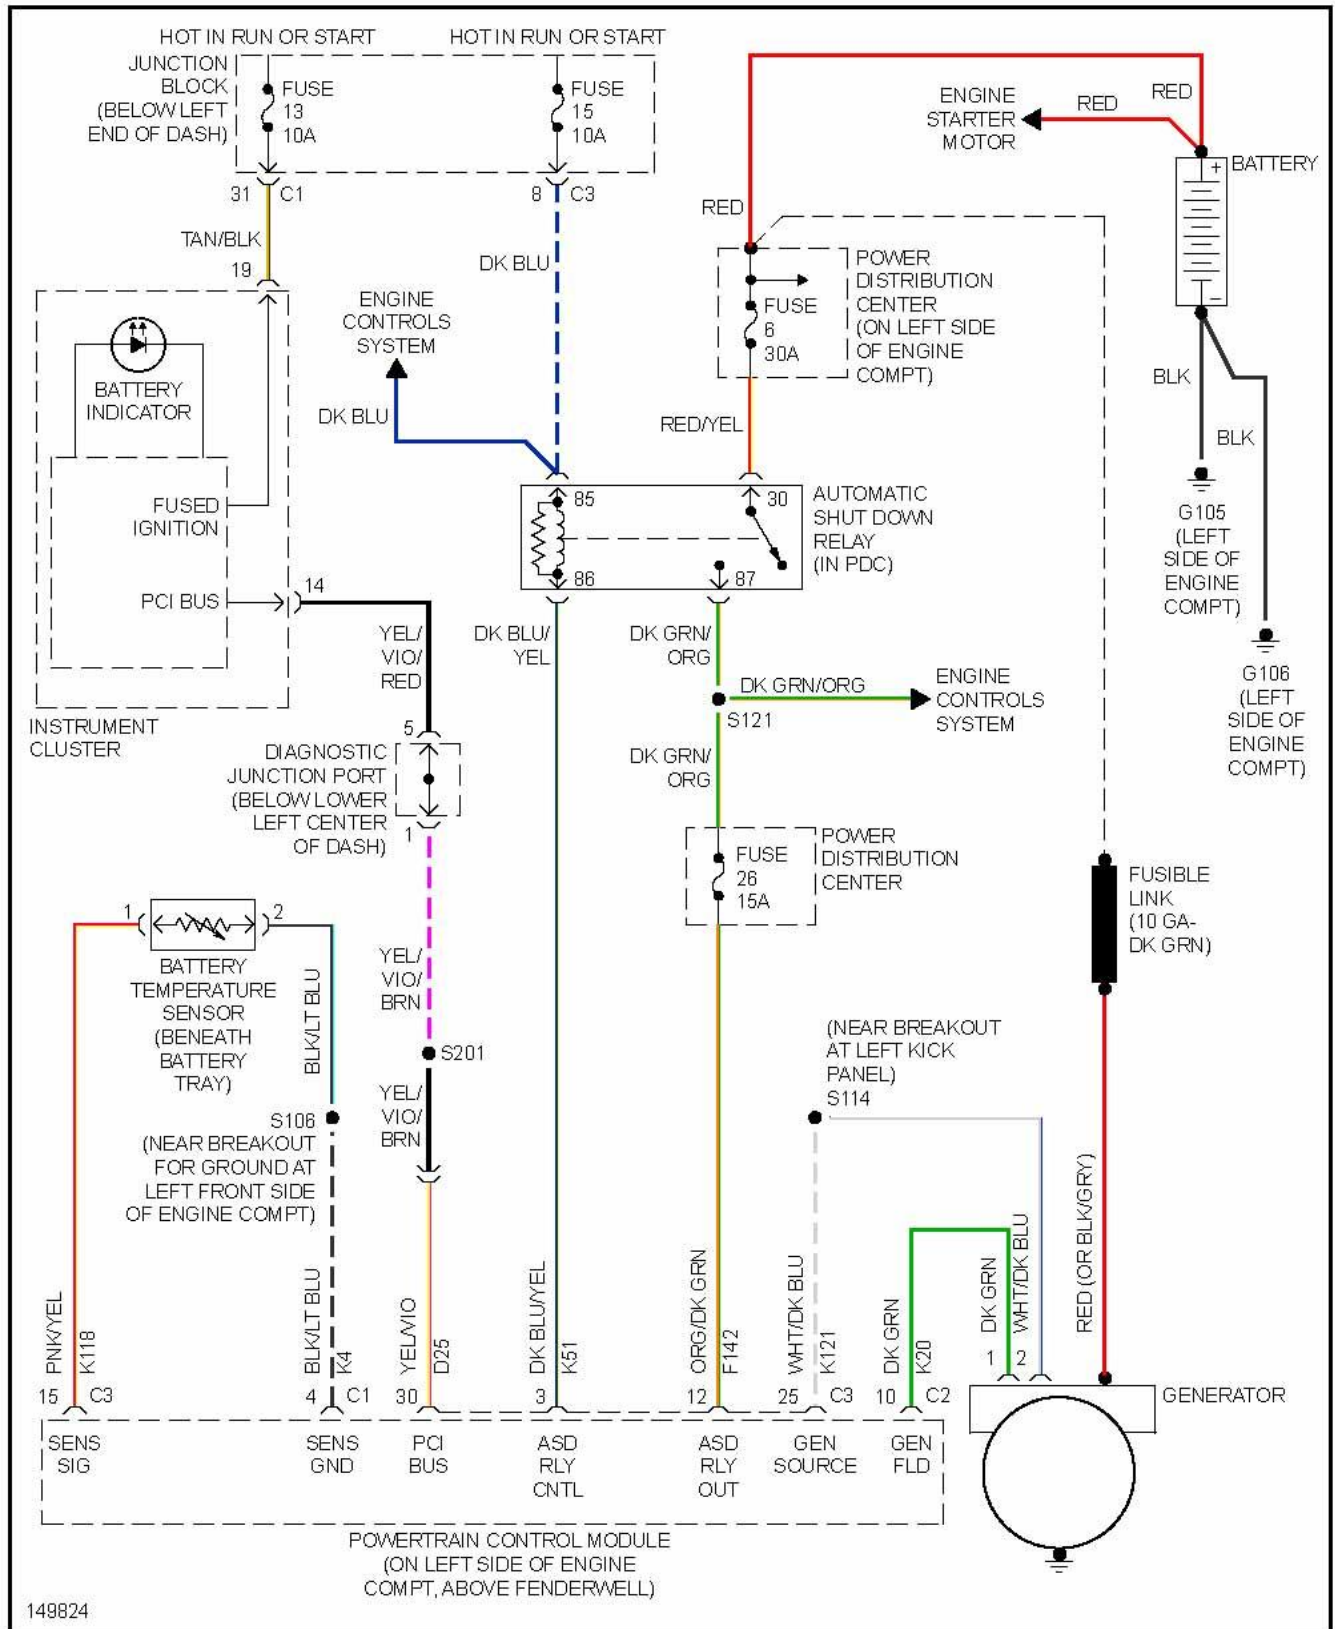 HOT IN RUN OR START
HOT IN RUN OR START
JUNCTION
BLOCK
(BELOW LEFT
END OF DASH)
FUSE
13
10A
FUSE
15
10A
31
C1
8
C3
TAN/BLK
19
DK BLU
ENGINE
STARTER
MOTOR
RED
RED
+
BATTERY
−
RED
POWER
DISTRIBUTION
CENTER
(ON LEFT SIDE
OF ENGINE
COMPT)
FUSE
6
30A
ENGINE
CONTROLS
SYSTEM
DK BLU
BATTERY
INDICATOR
RED/YEL
BLK
BLK
FUSED
IGNITION
85
30
86
87
AUTOMATIC
SHUT DOWN
RELAY
(IN PDC)
G105
(LEFT
SIDE OF
ENGINE
COMPT)
PCI BUS
14
YEL/
VIO/
RED
DK BLU/
YEL
DK GRN/
ORG
DK GRN/ORG
ENGINE
CONTROLS
SYSTEM
S121
G106
(LEFT
SIDE OF
ENGINE
COMPT)
INSTRUMENT
CLUSTER
5
DIAGNOSTIC
JUNCTION PORT
(BELOW LOWER
LEFT CENTER
OF DASH)
1
DK GRN/
ORG
FUSE
26
15A
POWER
DISTRIBUTION
CENTER
FUSIBLE
LINK
(10 GA-
DK GRN)
1
2
BATTERY
TEMPERATURE
SENSOR
(BENEATH
BATTERY
TRAY)
BLK/LT BLU
YEL/
VIO/
BRN
S201
YEL/
VIO/
BRN
S106
(NEAR BREAKOUT
FOR GROUND AT
LEFT FRONT SIDE
OF ENGINE COMPT)
(NEAR BREAKOUT
AT LEFT KICK
PANEL)
S114
PNK/YEL
K118
BLK/LT BLU
K4
YEL/VIO
D25
DK BLU/YEL
K51
ORG/DK GRN
F142
WHT/DK BLU
K121
DK GRN
K20
DK GRN
WHT/DK BLU
RED (OR BLK/GRY)
1
2
15
C3
4
C1
30
3
12
25
C3
10
C2
GENERATOR
SENS
SIG
SENS
GND
PCI
BUS
ASD
RLY
CNTL
ASD
RLY
OUT
GEN
SOURCE
GEN
FLD
POWERTRAIN CONTROL MODULE
(ON LEFT SIDE OF ENGINE
COMPT, ABOVE FENDERWELL)
149824